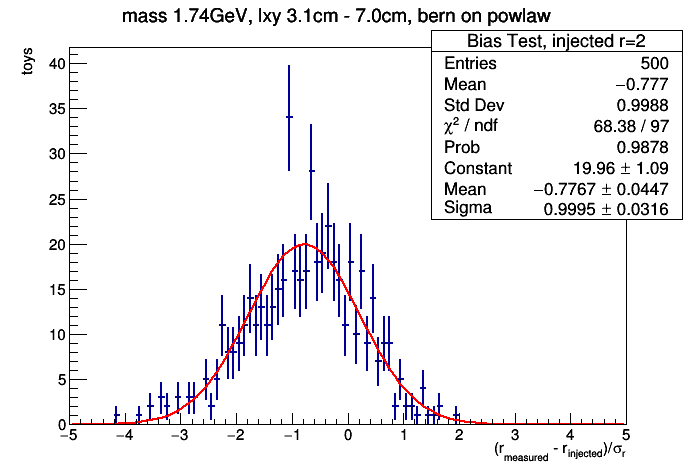 mass 1.74GeV, lxy 3.1cm - 7.0cm, bern on powlaw
Bias Test, injected r=2
Entries 500
Mean −0.777
Std Dev 0.9988
χ² / ndf 68.38 / 97
Prob 0.9878
Constant 19.96 ± 1.09
Mean −0.7767 ± 0.0447
Sigma 0.9995 ± 0.0316
toys
40
35
30
25
20
15
10
5
0
−5 −4 −3 −2 −1 0 1 2 3 4 5
(r_measured - r_injected)/σ_r